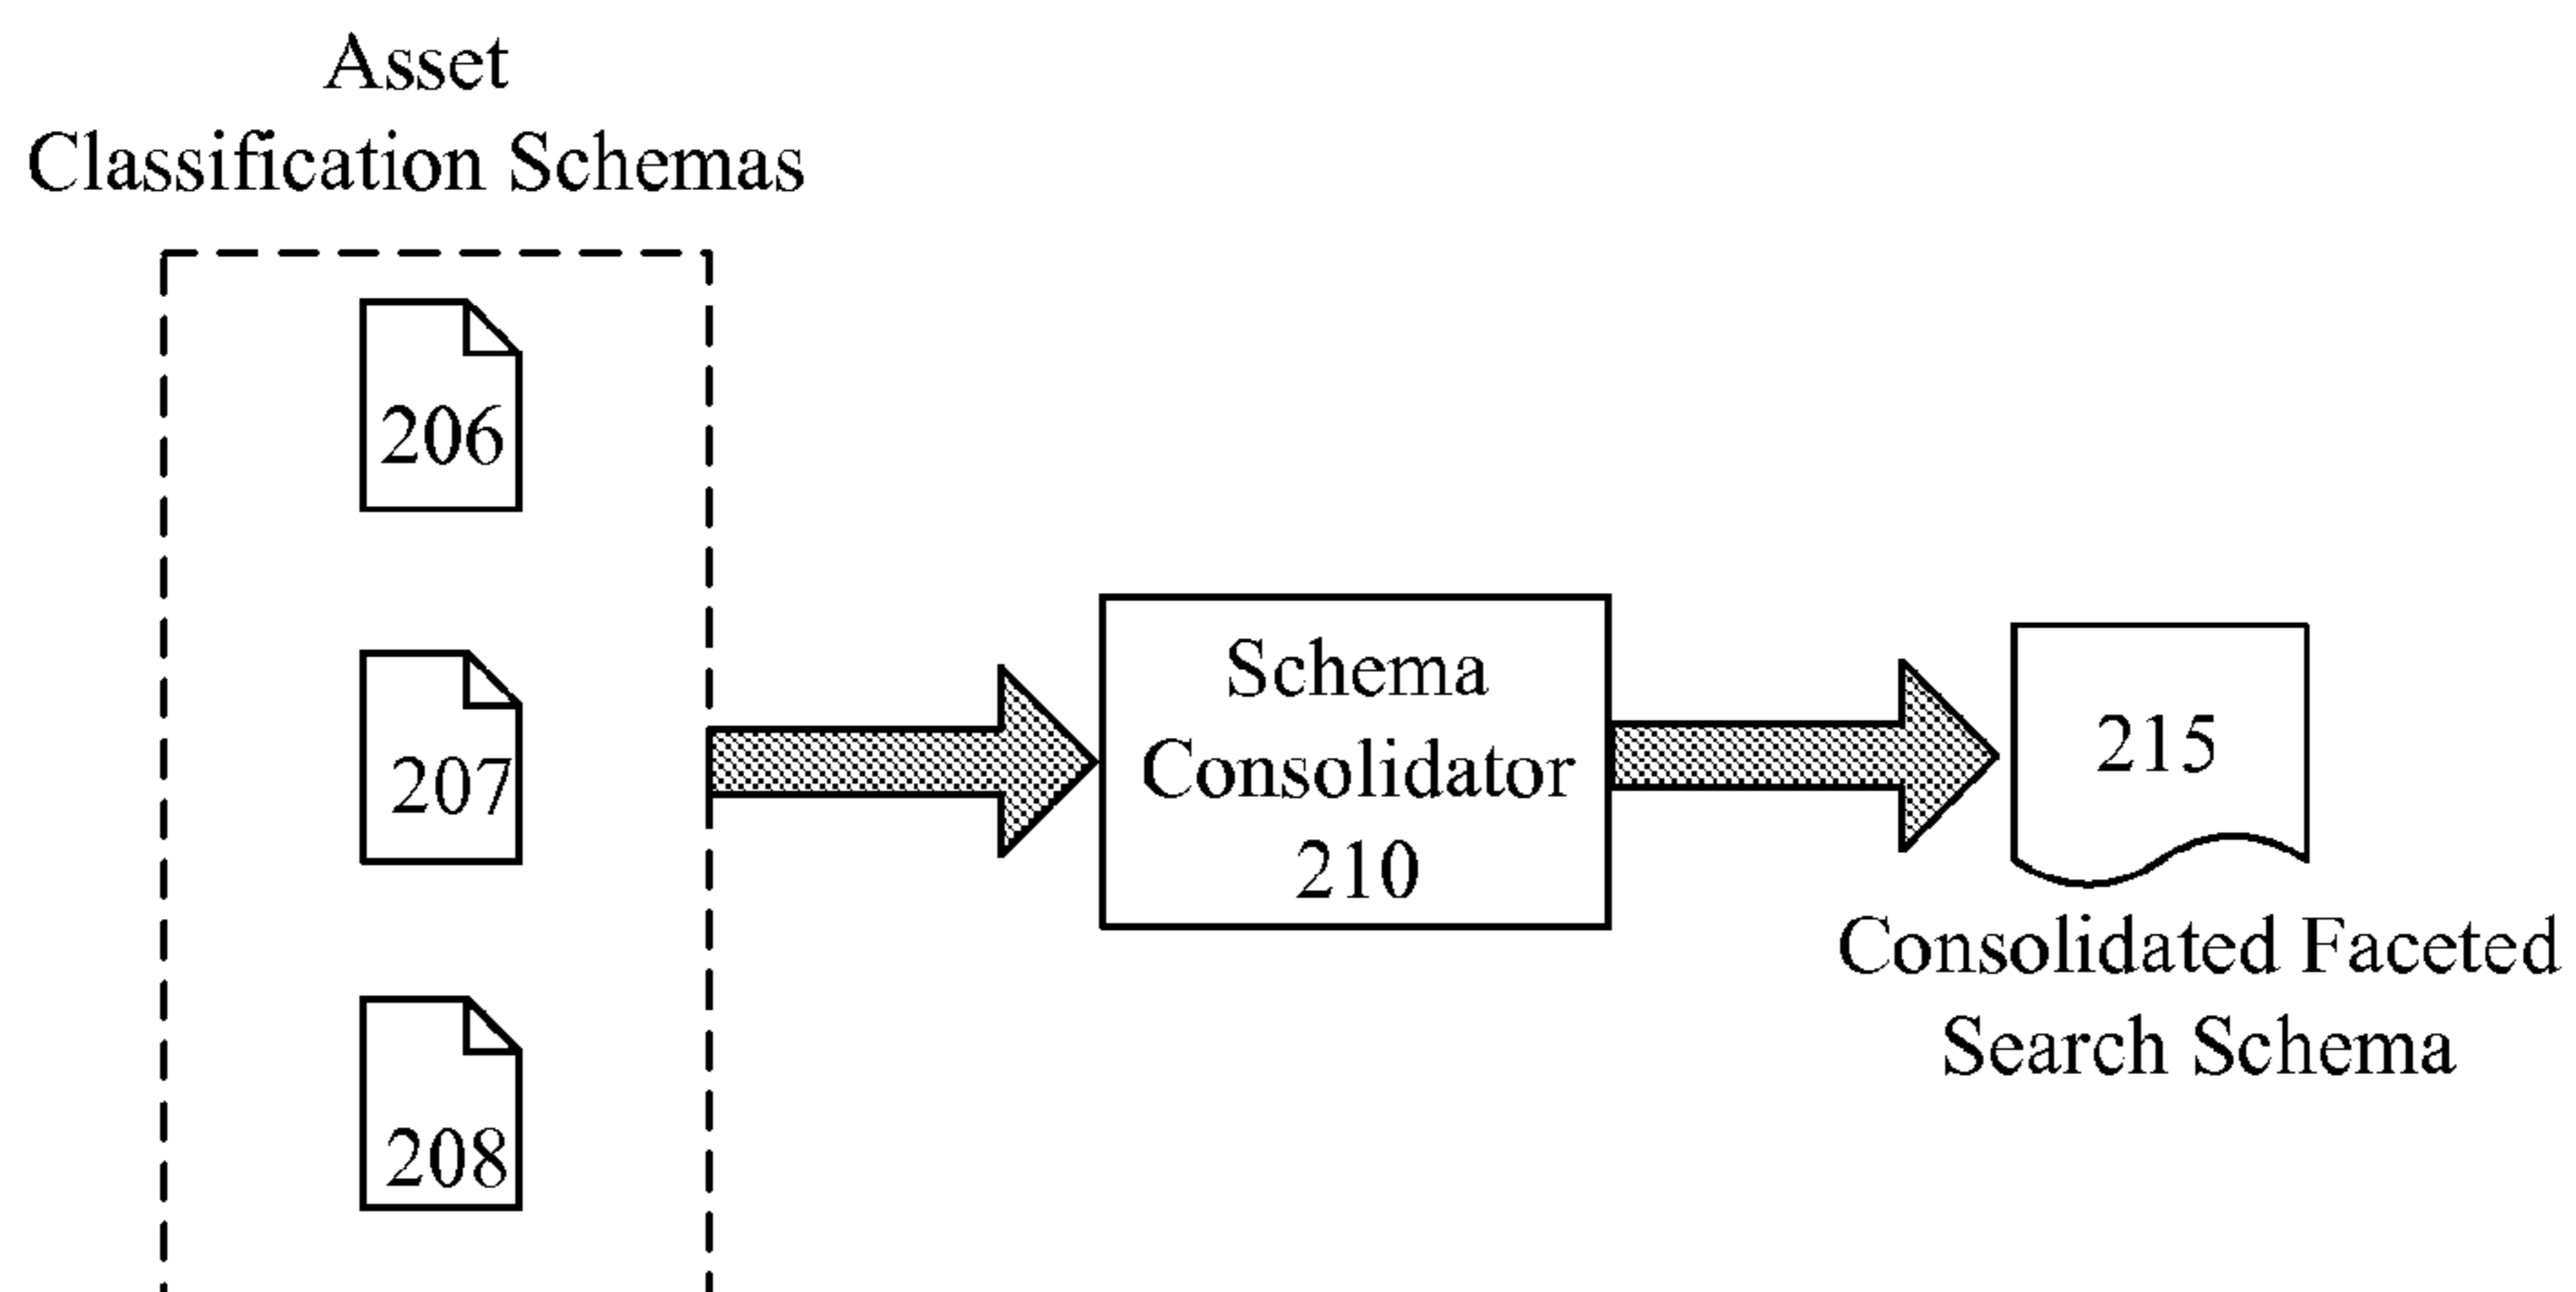 Asset
Classification Schemas
206
207
208
Schema
Consolidator
210
215
Consolidated Faceted
Search Schema